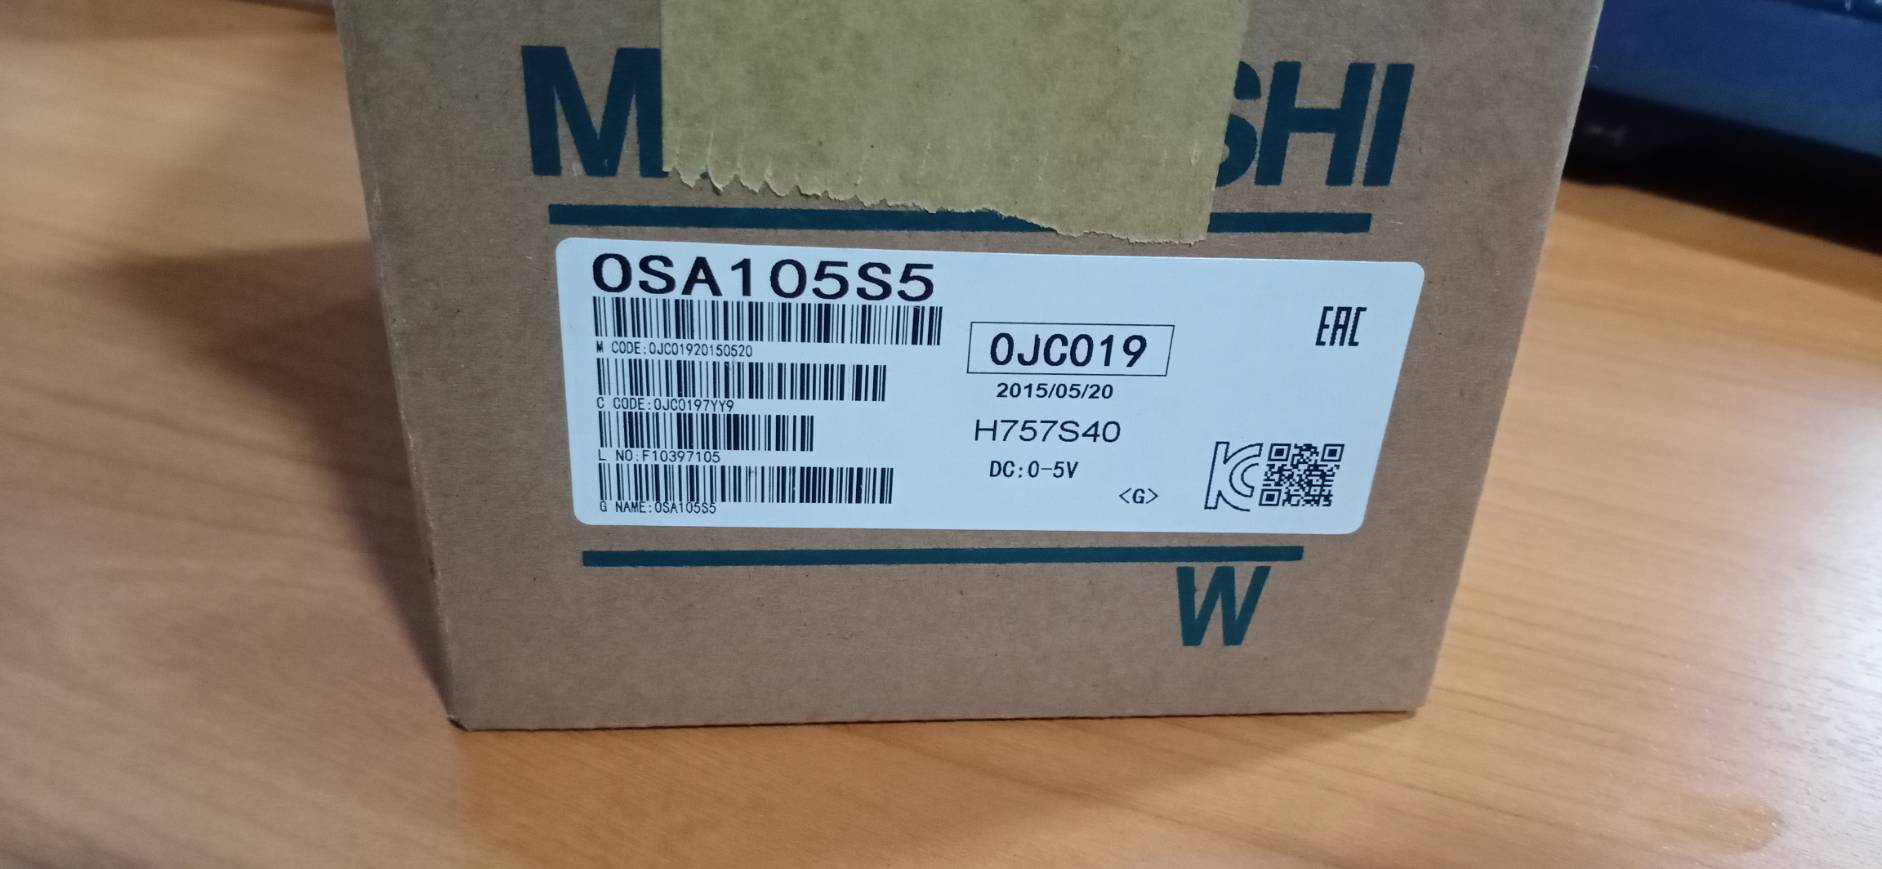 M SHI
OSA105S5
M CODE:0JC01920150520
C CODE:0JC0197YY9
L NO:F10397105
G NAME:OSA105S5
0JC019
2015/05/20
H757S40
DC:0-5V
<G>
EAC
KC
W